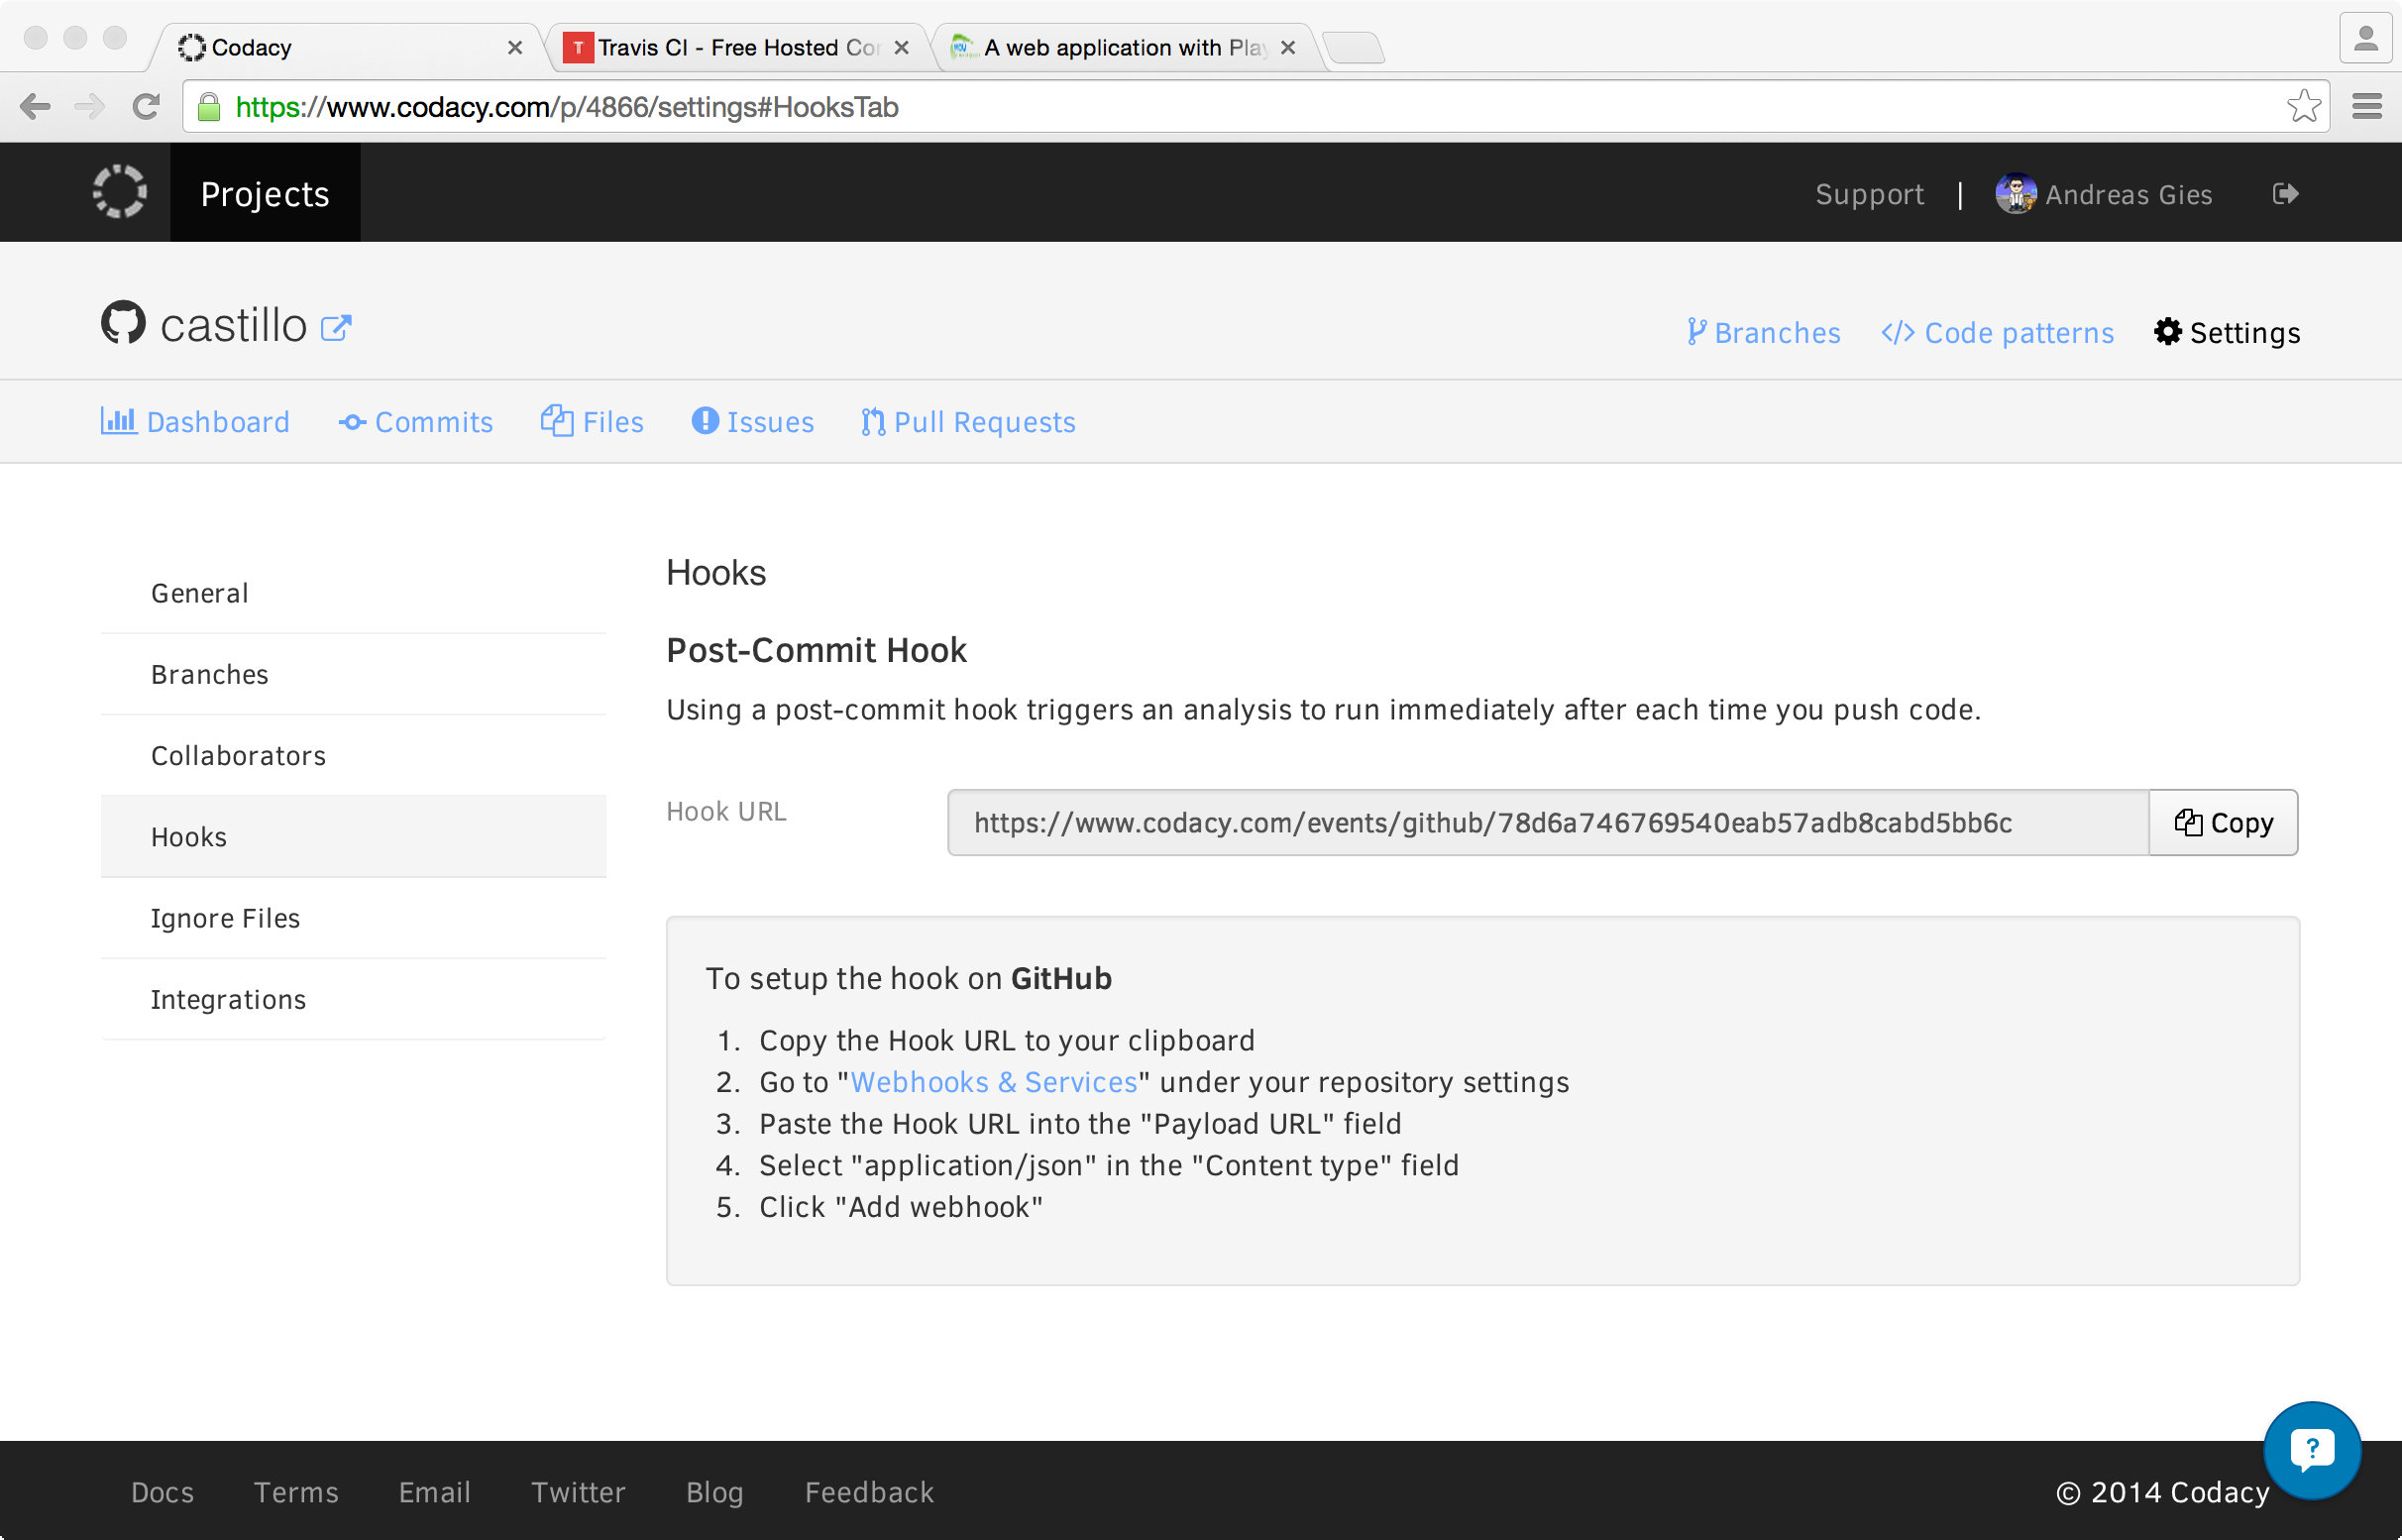 Codacy
T Travis CI - Free Hosted Co
A web application with Play
https://www.codacy.com/p/4866/settings#HooksTab
Projects
Support | Andreas Gies
castillo
Branches </> Code patterns Settings
Dashboard Commits Files Issues Pull Requests
General
Branches
Collaborators
Hooks
Ignore Files
Integrations
Hooks
Post-Commit Hook
Using a post-commit hook triggers an analysis to run immediately after each time you push code.
Hook URL https://www.codacy.com/events/github/78d6a746769540eab57adb8cabd5bb6c Copy
To setup the hook on GitHub
1. Copy the Hook URL to your clipboard
2. Go to "Webhooks & Services" under your repository settings
3. Paste the Hook URL into the "Payload URL" field
4. Select "application/json" in the "Content type" field
5. Click "Add webhook"
Docs Terms Email Twitter Blog Feedback
© 2014 Codacy